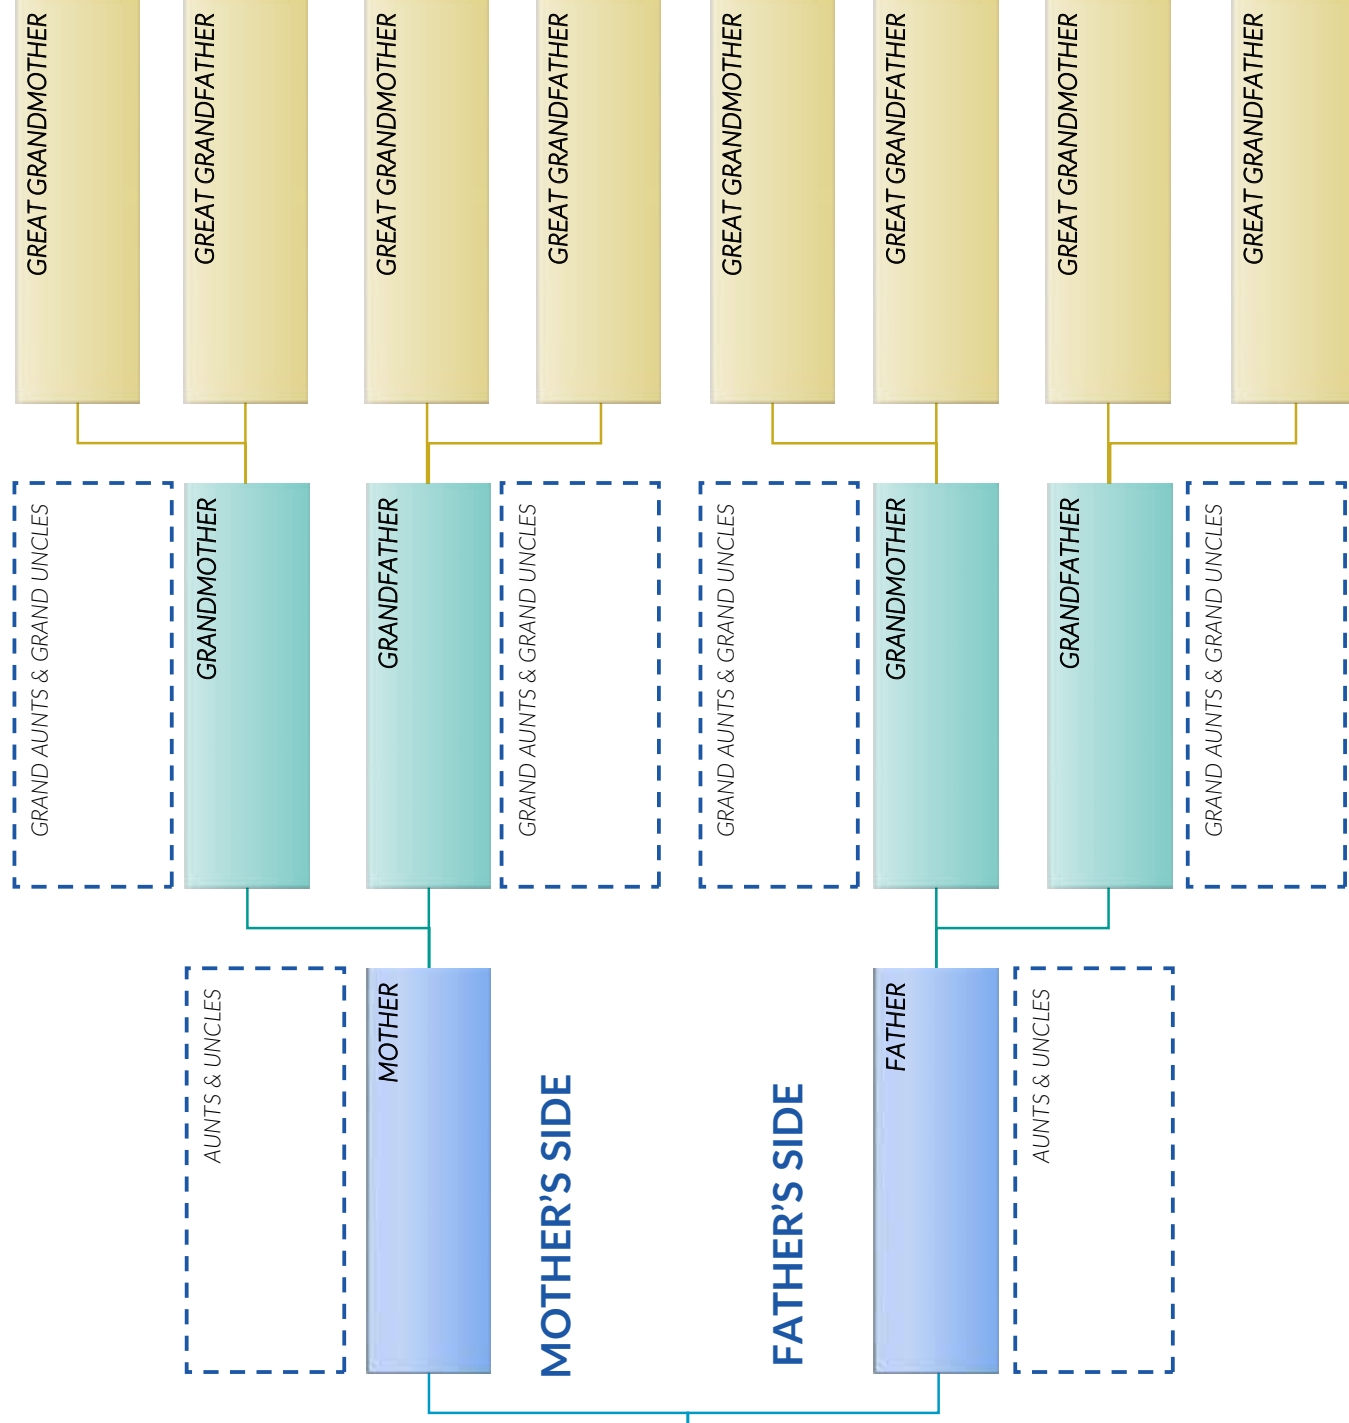 GREAT GRANDMOTHER
GREAT GRANDFATHER
GREAT GRANDMOTHER
GREAT GRANDFATHER
GREAT GRANDMOTHER
GREAT GRANDFATHER
GREAT GRANDMOTHER
GREAT GRANDFATHER
GRAND AUNTS & GRAND UNCLES
GRANDMOTHER
GRANDFATHER
GRAND AUNTS & GRAND UNCLES
GRAND AUNTS & GRAND UNCLES
GRANDMOTHER
GRANDFATHER
GRAND AUNTS & GRAND UNCLES
AUNTS & UNCLES
MOTHER
MOTHER’S SIDE
FATHER’S SIDE
FATHER
AUNTS & UNCLES